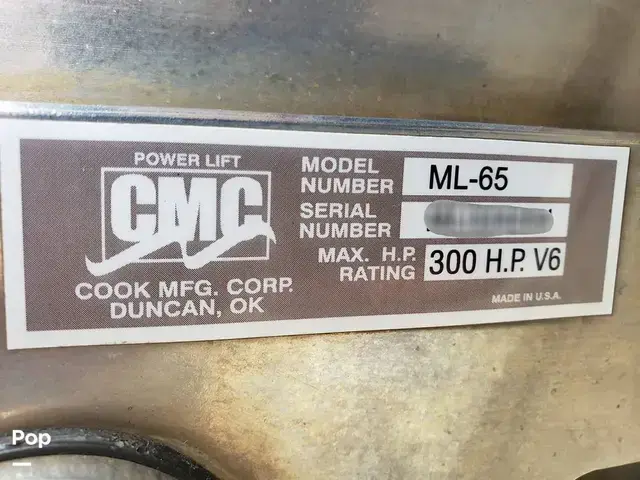 POWER LIFT
CMC
COOK MFG. CORP.
DUNCAN, OK
MODEL NUMBER ML-65
SERIAL NUMBER
MAX. H.P. RATING 300 H.P. V6
MADE IN U.S.A.
Pop